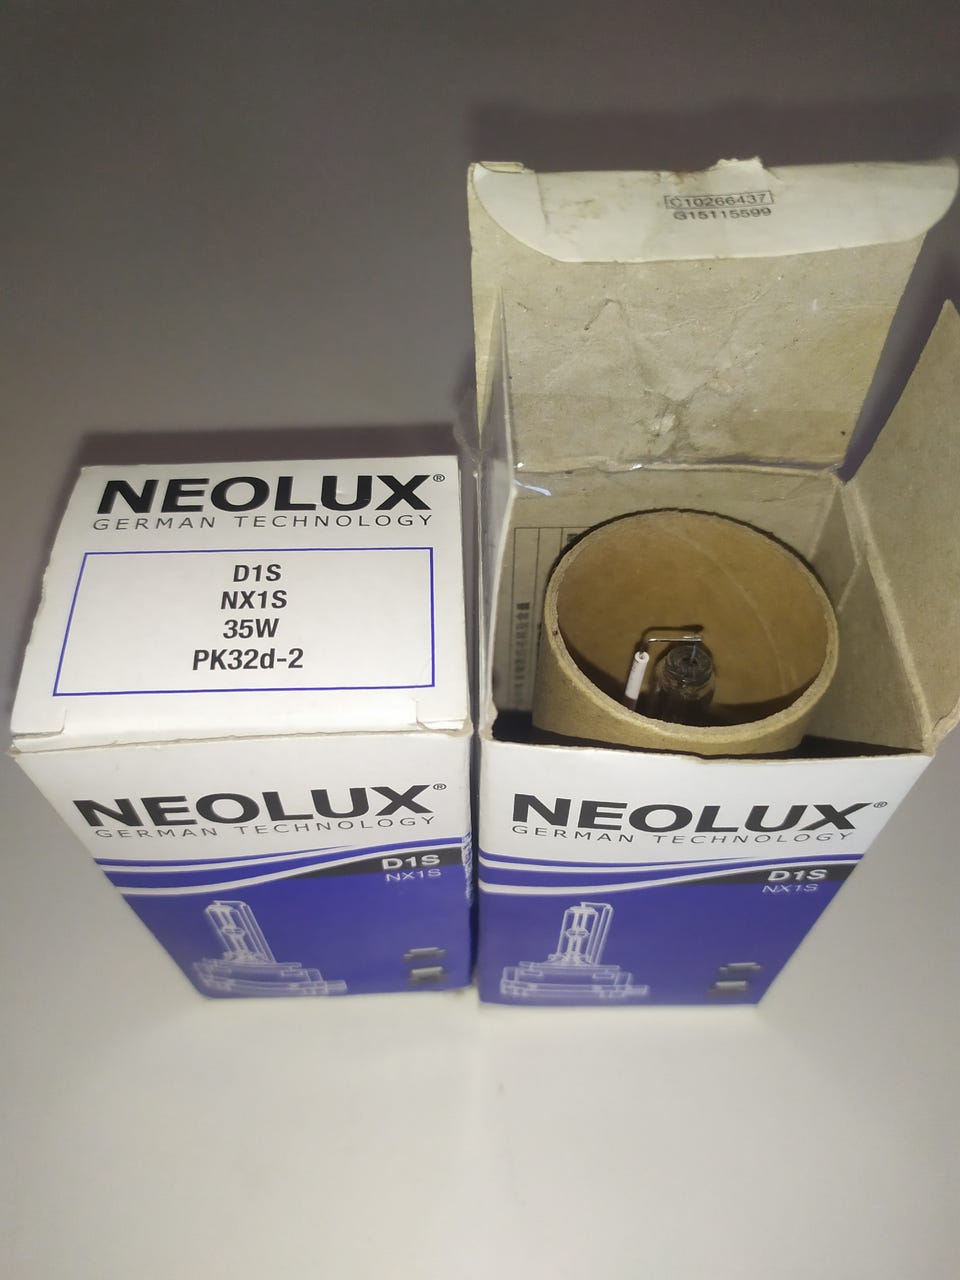 C10266437
G15115599
NEOLUX®
GERMAN TECHNOLOGY
D1S
NX1S
35W
PK32d-2
NEOLUX®
GERMAN TECHNOLOGY
D1S
NX1S
NEOLUX®
GERMAN TECHNOLOGY
D1S
NX1S